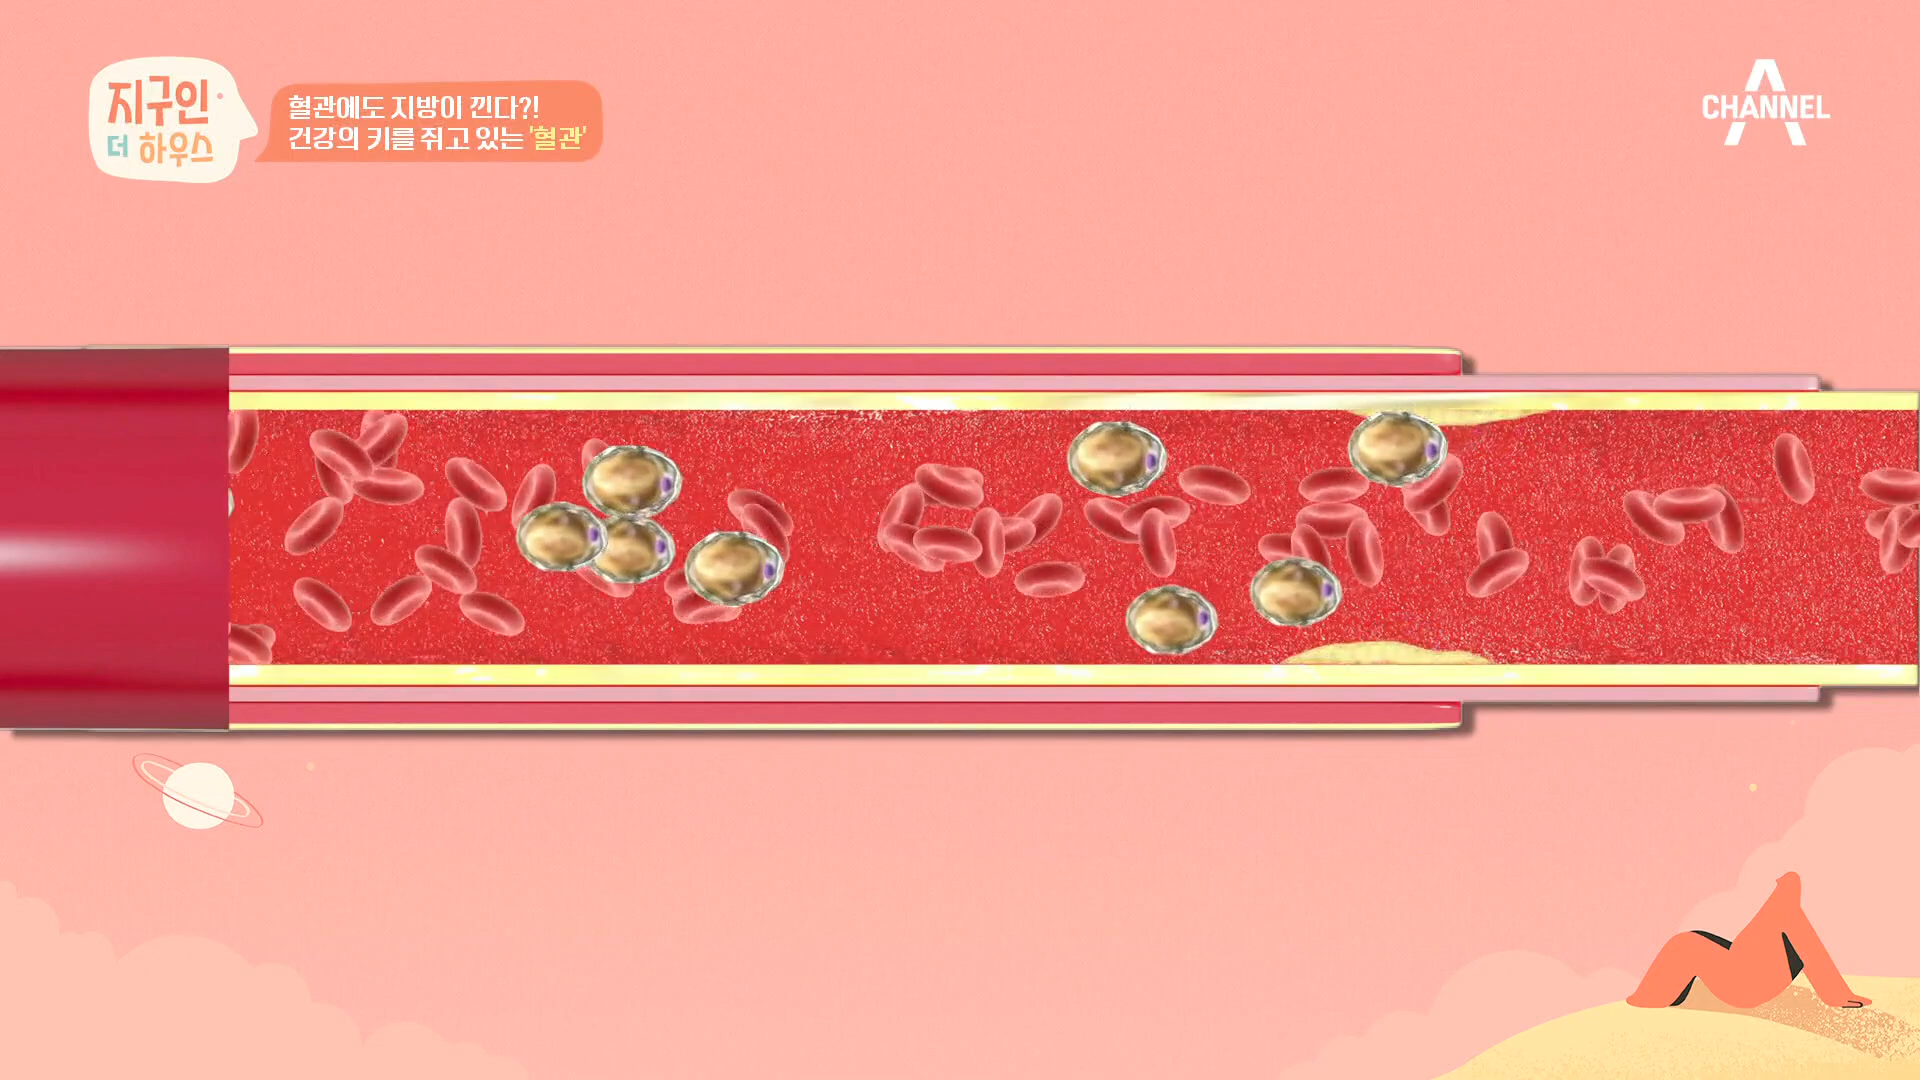 지구인
더 하우스
혈관에도 지방이 낀다?!
건강의 키를 쥐고 있는 '혈관'
CHANNEL A